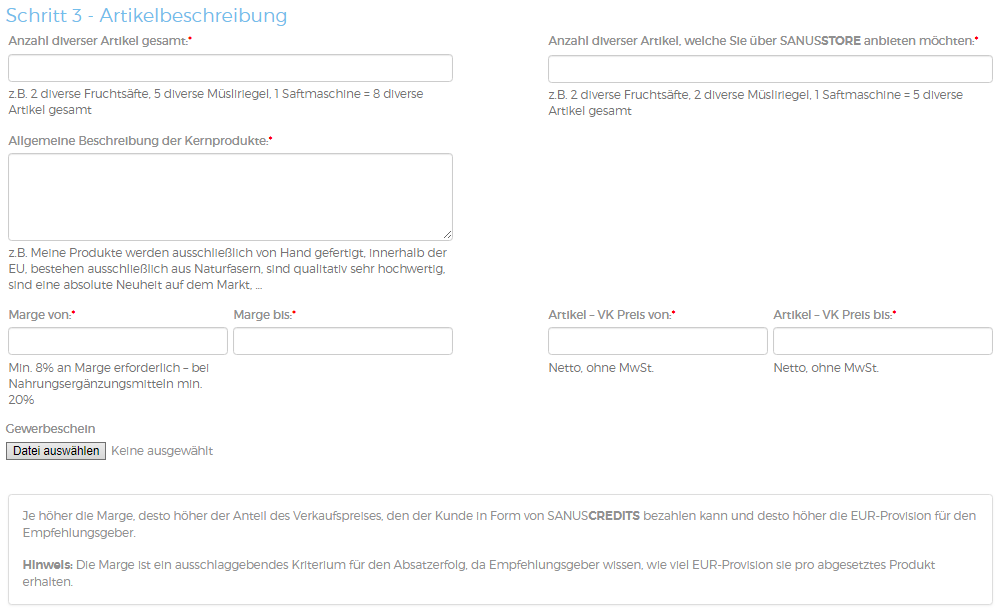 Schritt 3 - Artikelbeschreibung
Anzahl diverser Artikel gesamt:*
z.B. 2 diverse Fruchtsäfte, 5 diverse Müsliriegel, 1 Saftmaschine = 8 diverse
Artikel gesamt
Anzahl diverser Artikel, welche Sie über SANUSSTORE anbieten möchten:*
z.B. 2 diverse Fruchtsäfte, 2 diverse Müsliriegel, 1 Saftmaschine = 5 diverse
Artikel gesamt
Allgemeine Beschreibung der Kernprodukte:*
z.B. Meine Produkte werden ausschließlich von Hand gefertigt, innerhalb der
EU, bestehen ausschließlich aus Naturfasern, sind qualitativ sehr hochwertig,
sind eine absolute Neuheit auf dem Markt, ...
Marge von:*
Marge bis:*
Min. 8% an Marge erforderlich – bei
Nahrungsergänzungsmitteln min.
20%
Artikel – VK Preis von:*
Artikel – VK Preis bis:*
Netto, ohne MwSt.
Netto, ohne MwSt.
Gewerbeschein
Datei auswählen Keine ausgewählt
Je höher die Marge, desto höher der Anteil des Verkaufspreises, den der Kunde in Form von SANUSCREDITS bezahlen kann und desto höher die EUR-Provision für den
Empfehlungsgeber.
Hinweis: Die Marge ist ein ausschlaggebendes Kriterium für den Absatzerfolg, da Empfehlungsgeber wissen, wie viel EUR-Provision sie pro abgesetztes Produkt
erhalten.